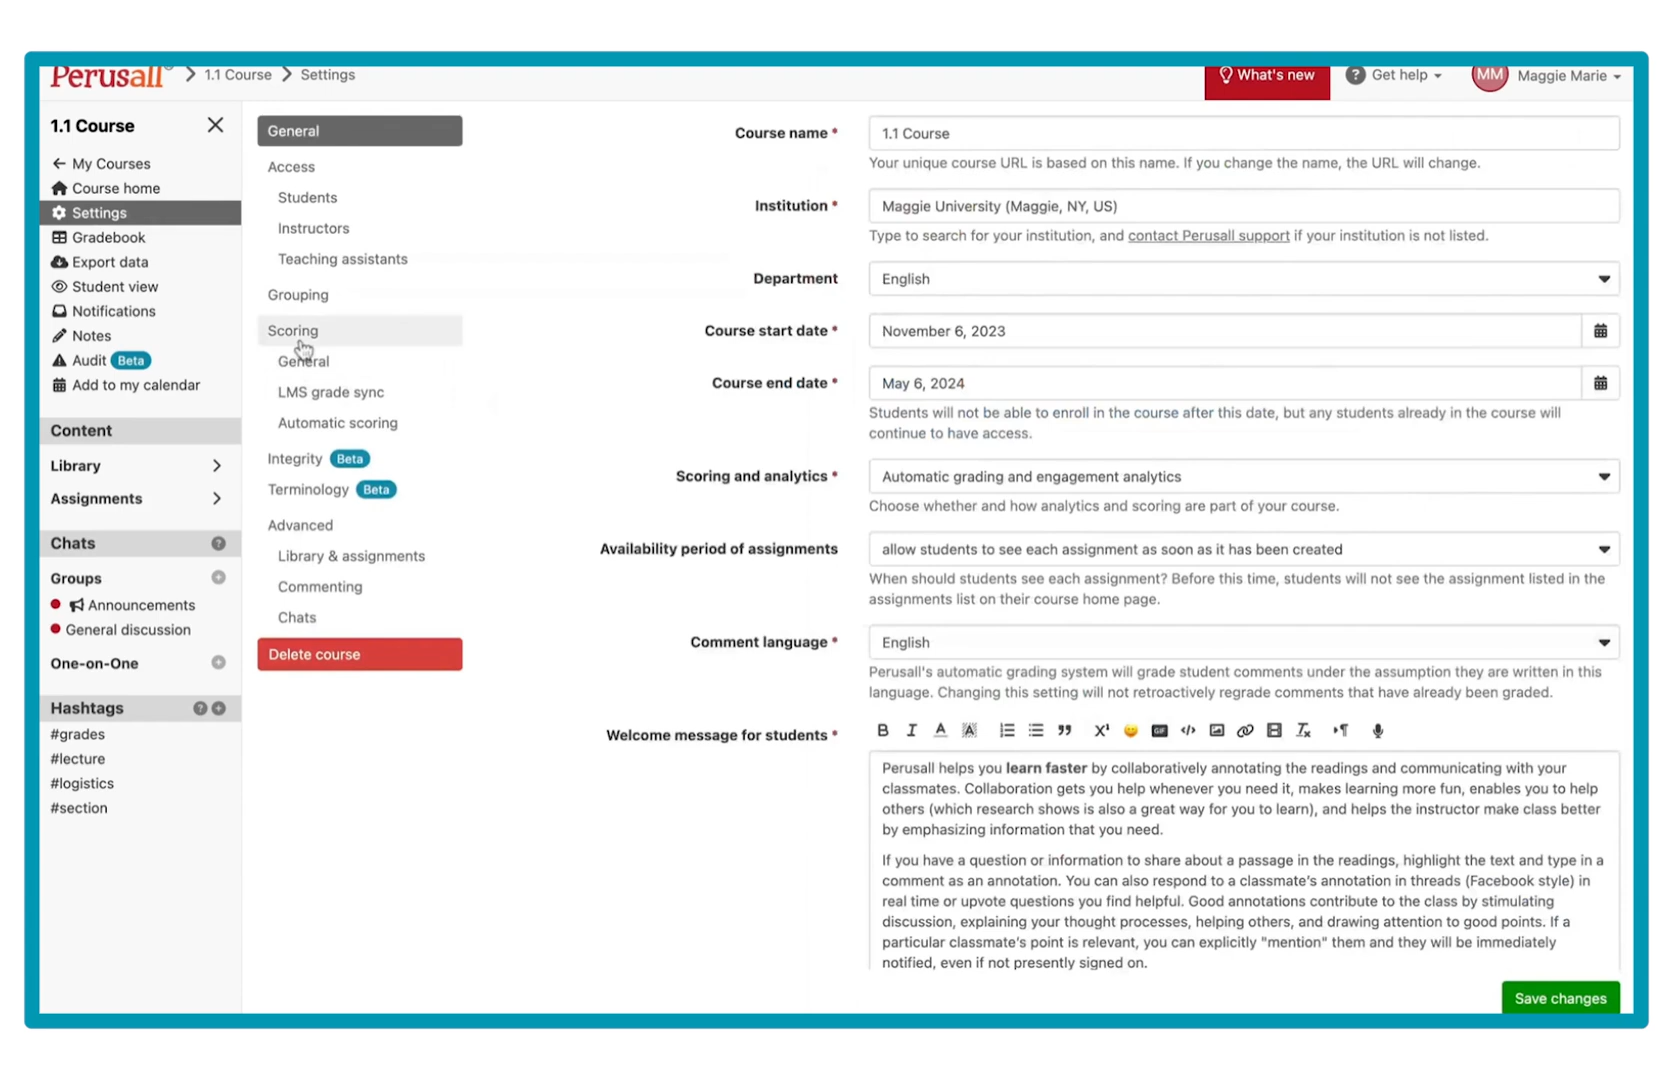 Perusall > 1.1 Course > Settings
What's new
? Get help
MM Maggie Marie
1.1 Course
My Courses
Course home
Settings
Gradebook
Export data
Student view
Notifications
Notes
Audit Beta
Add to my calendar
Content
Library
Assignments
Chats ?
Groups
Announcements
General discussion
One-on-One
Hashtags ?
#grades
#lecture
#logistics
#section
General
Access
Students
Instructors
Teaching assistants
Grouping
Scoring
General
LMS grade sync
Automatic scoring
Integrity Beta
Terminology Beta
Advanced
Library & assignments
Commenting
Chats
Delete course
Course name *
1.1 Course
Your unique course URL is based on this name. If you change the name, the URL will change.
Institution *
Maggie University (Maggie, NY, US)
Type to search for your institution, and contact Perusall support if your institution is not listed.
Department
English
Course start date *
November 6, 2023
Course end date *
May 6, 2024
Students will not be able to enroll in the course after this date, but any students already in the course will
continue to have access.
Scoring and analytics *
Automatic grading and engagement analytics
Choose whether and how analytics and scoring are part of your course.
Availability period of assignments
allow students to see each assignment as soon as it has been created
When should students see each assignment? Before this time, students will not see the assignment listed in the
assignments list on their course home page.
Comment language *
English
Perusall's automatic grading system will grade student comments under the assumption they are written in this
language. Changing this setting will not retroactively regrade comments that have already been graded.
Welcome message for students *
B I A A X¹ GIF </> Tx ¶
Perusall helps you learn faster by collaboratively annotating the readings and communicating with your
classmates. Collaboration gets you help whenever you need it, makes learning more fun, enables you to help
others (which research shows is also a great way for you to learn), and helps the instructor make class better
by emphasizing information that you need.
If you have a question or information to share about a passage in the readings, highlight the text and type in a
comment as an annotation. You can also respond to a classmate's annotation in threads (Facebook style) in
real time or upvote questions you find helpful. Good annotations contribute to the class by stimulating
discussion, explaining your thought processes, helping others, and drawing attention to good points. If a
particular classmate's point is relevant, you can explicitly "mention" them and they will be immediately
notified, even if not presently signed on.
Save changes